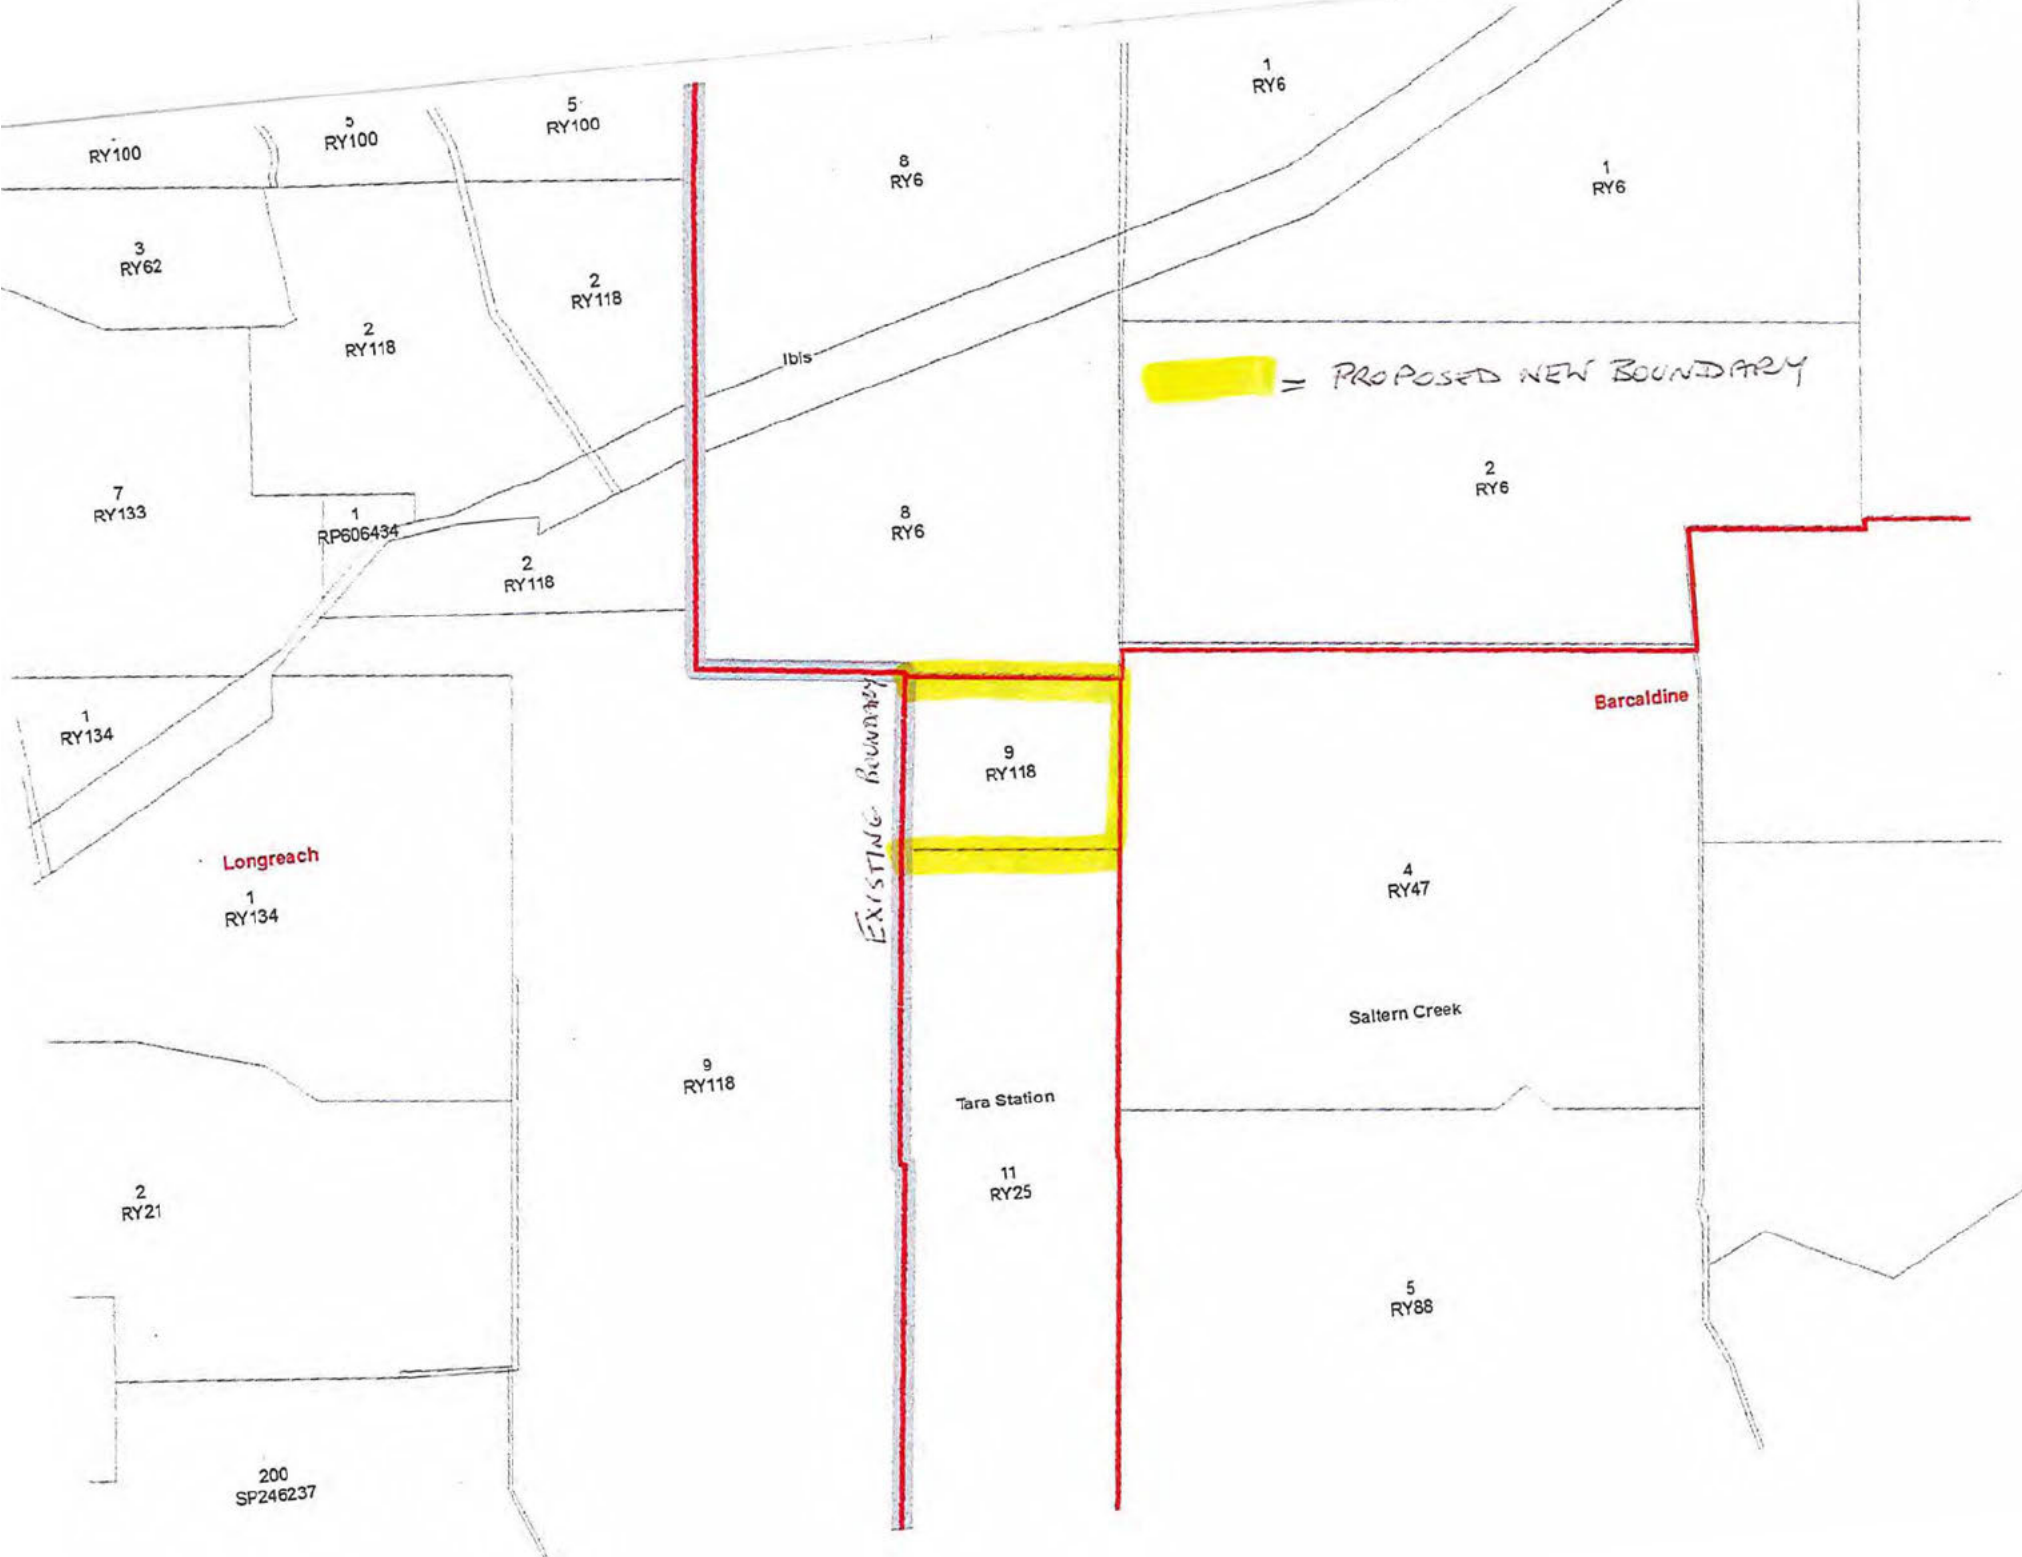 1
RY6
5
RY100
5
RY100
RY100
8
RY6
1
RY6
3
RY62
2
RY118
2
RY118
Ibis
= PROPOSED NEW BOUNDARY
2
RY6
7
RY133
1
RP606434
8
RY6
2
RY118
Barcaldine
1
RY134
EXISTING BOUNDARY
9
RY118
Longreach
1
RY134
4
RY47
Saltern Creek
9
RY118
Tara Station
11
RY25
2
RY21
5
RY88
200
SP246237